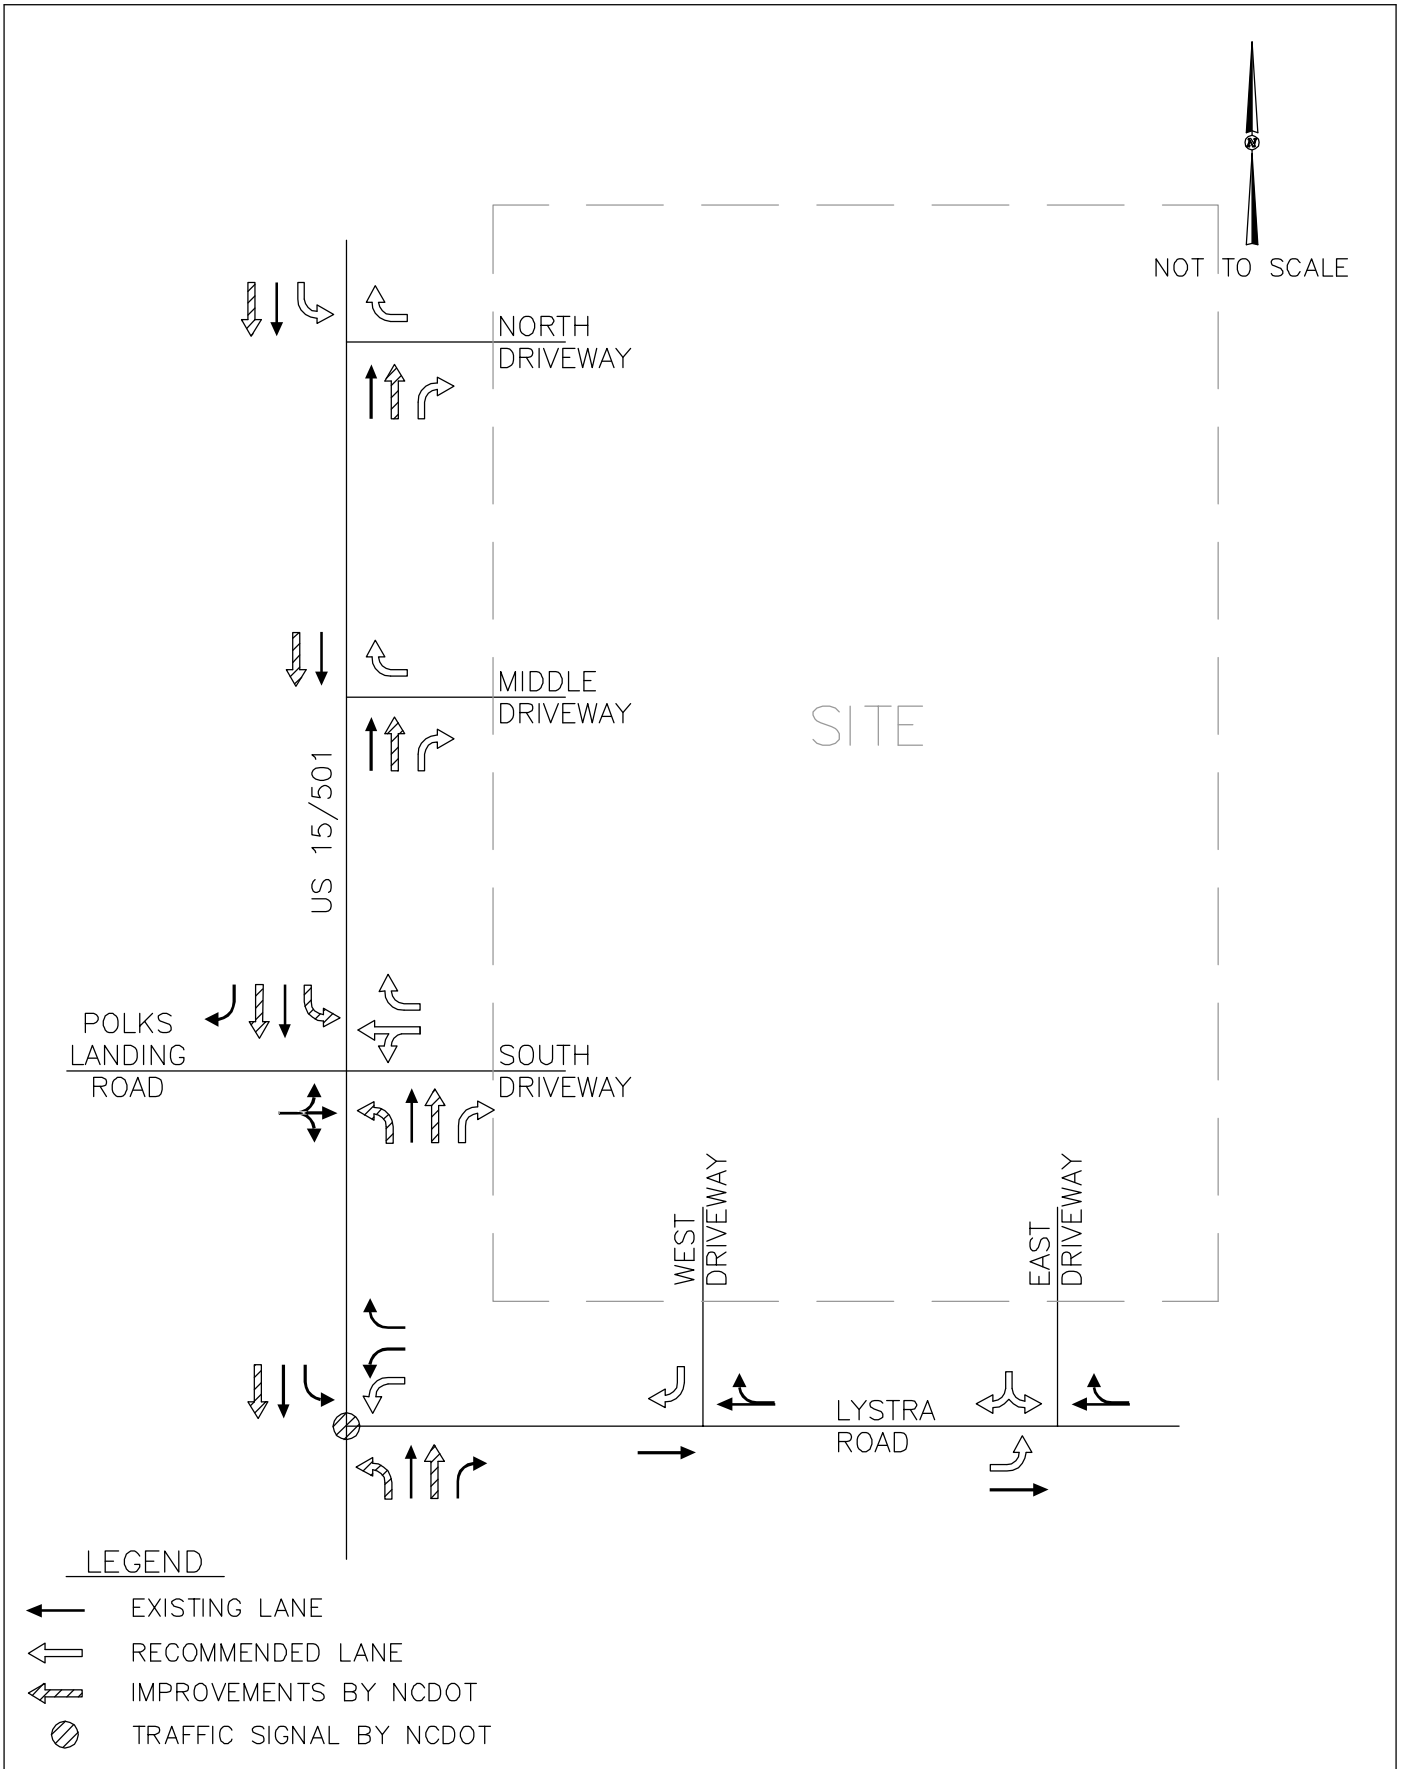 N
NOT TO SCALE
NORTH
DRIVEWAY
MIDDLE
DRIVEWAY
SITE
US 15/501
POLKS
LANDING
ROAD
SOUTH
DRIVEWAY
WEST
DRIVEWAY
EAST
DRIVEWAY
LYSTRA
ROAD
LEGEND
EXISTING LANE
RECOMMENDED LANE
IMPROVEMENTS BY NCDOT
TRAFFIC SIGNAL BY NCDOT